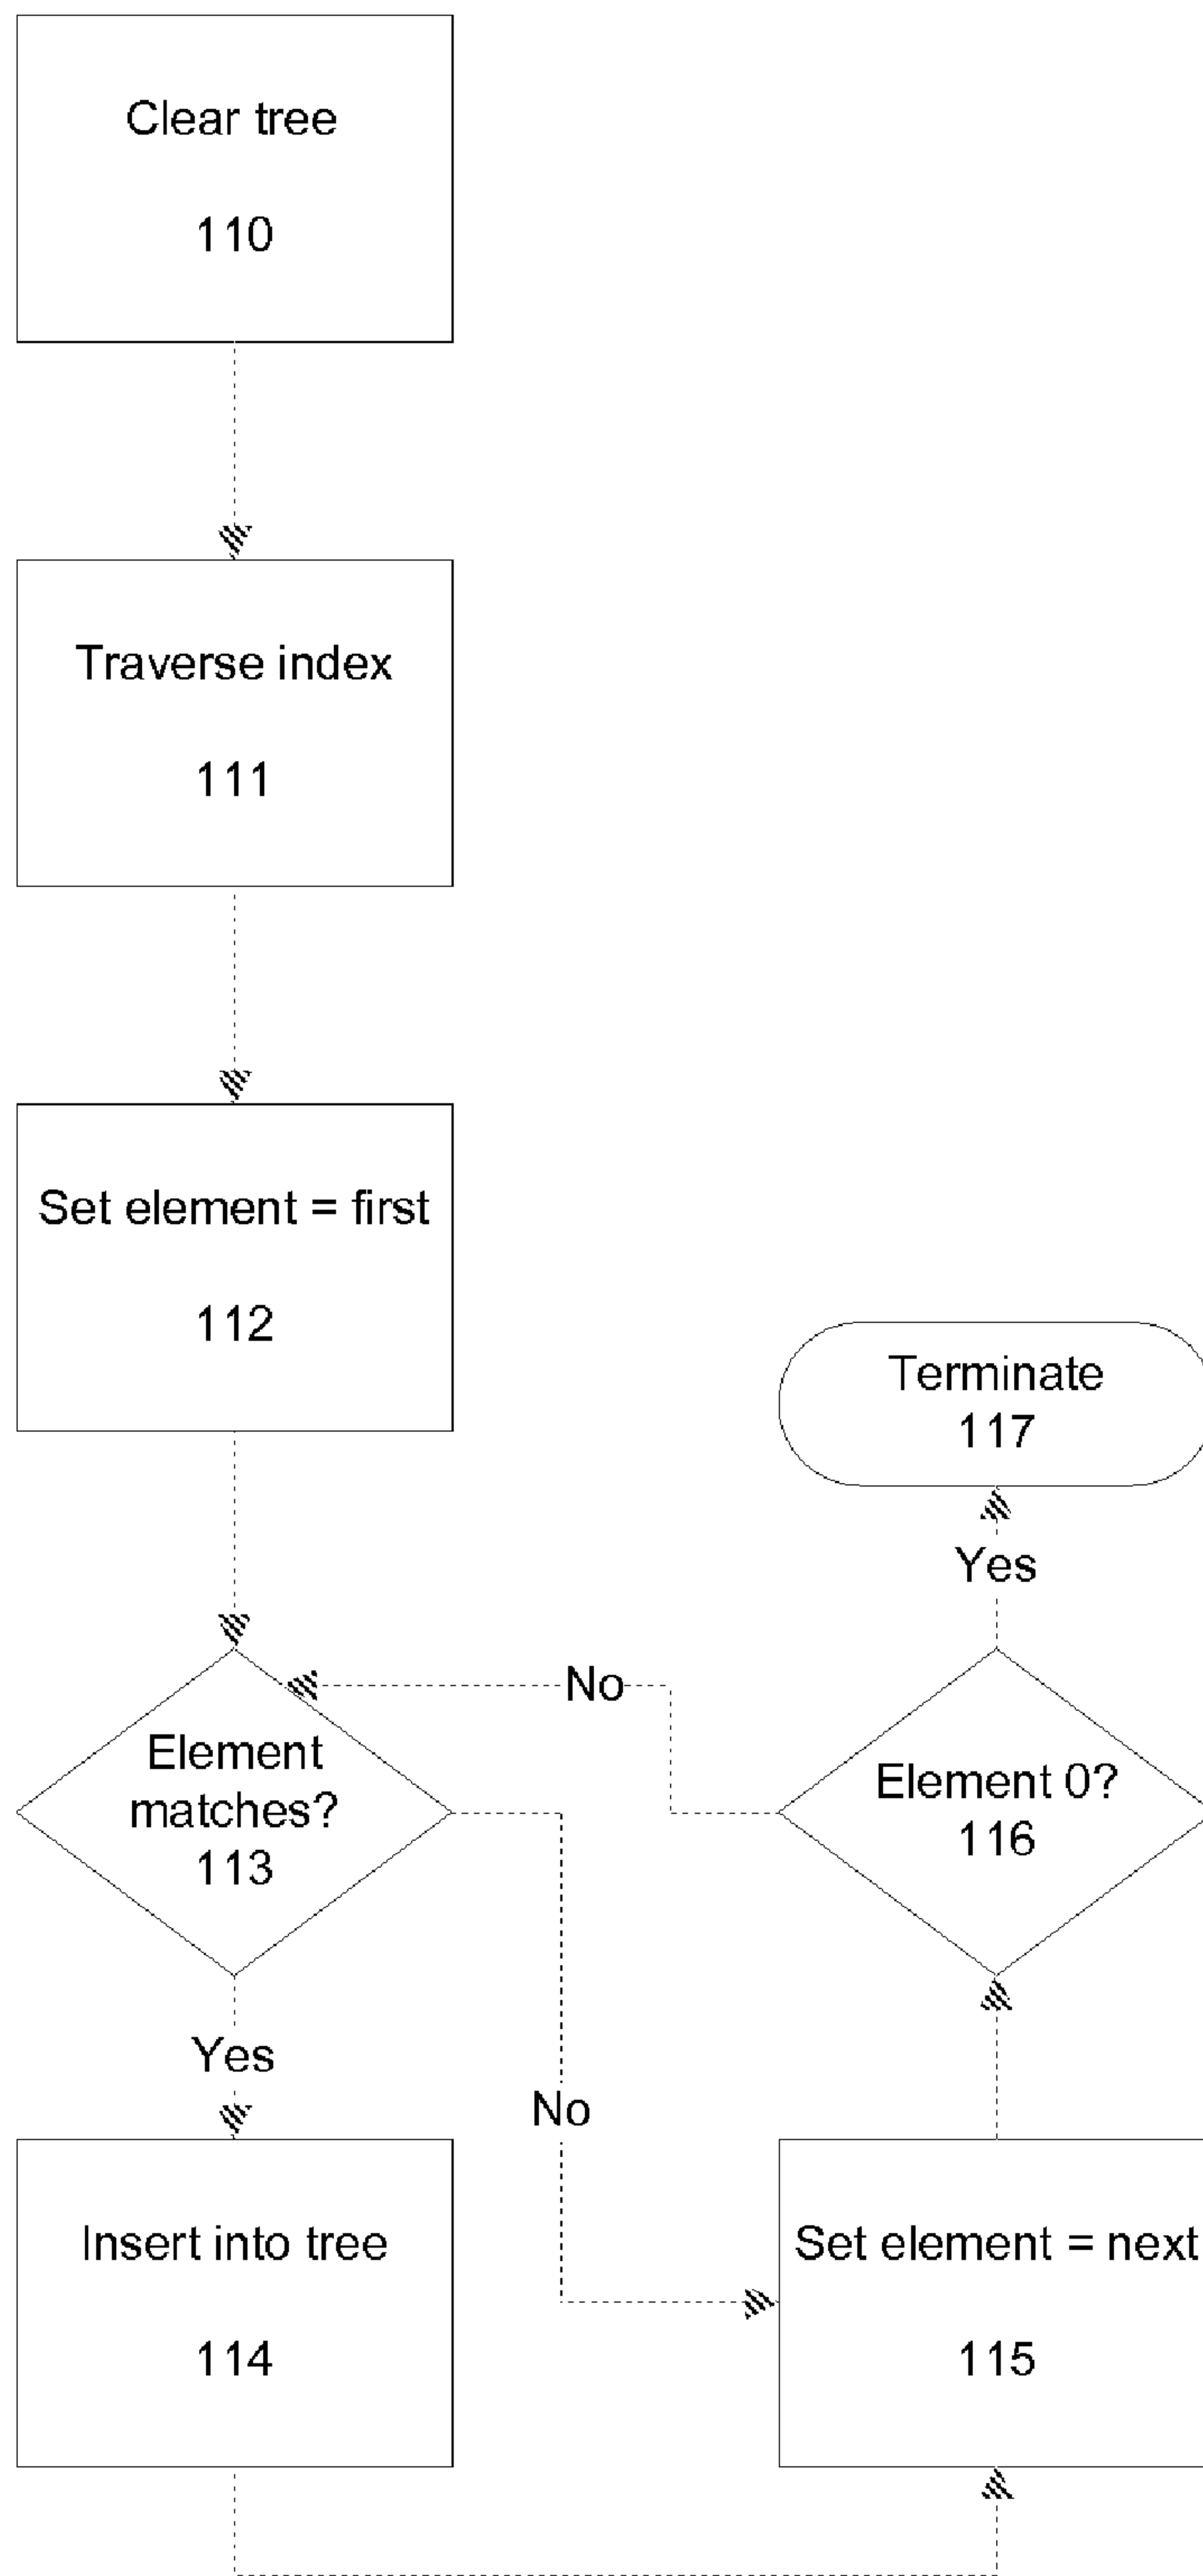 Clear tree
110
Traverse index
111
Set element = first
112
Terminate
117
Yes
No
Element
matches?
113
Element 0?
116
Yes
No
Insert into tree
114
Set element = next
115